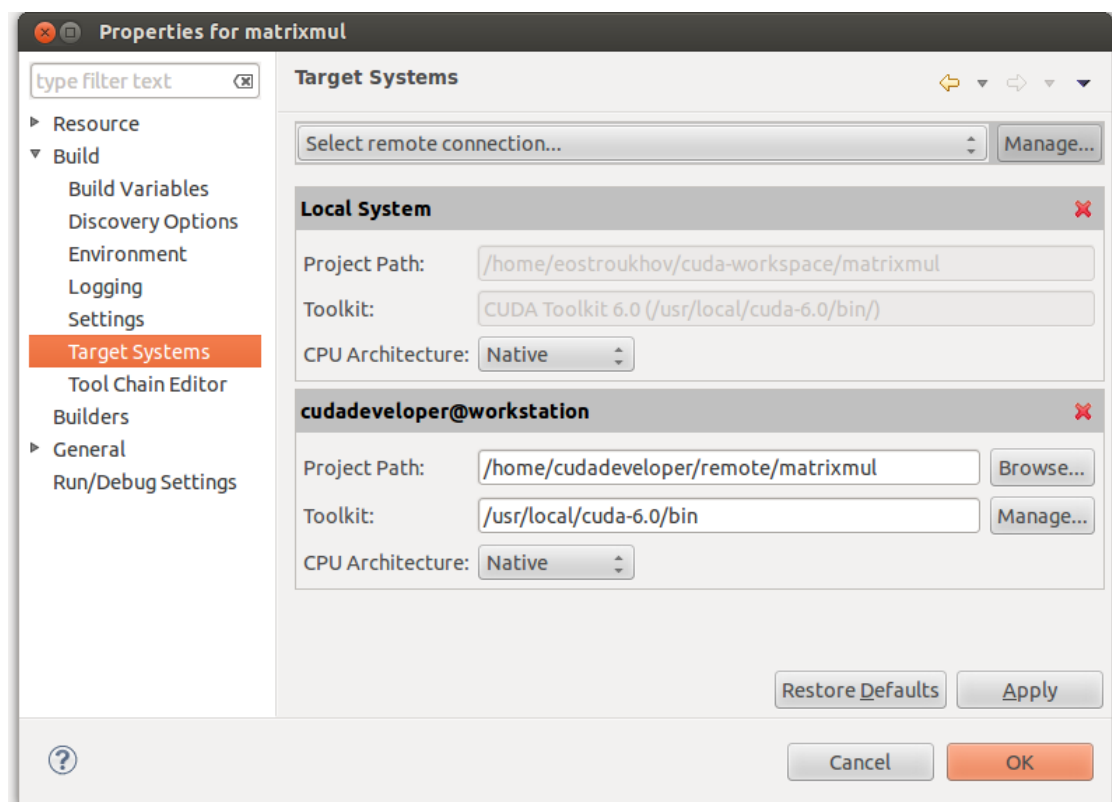 Properties for matrixmul
type filter text
Resource
Build
Build Variables
Discovery Options
Environment
Logging
Settings
Target Systems
Tool Chain Editor
Builders
General
Run/Debug Settings
Target Systems
Select remote connection... Manage...
Local System
Project Path: /home/eostroukhov/cuda-workspace/matrixmul
Toolkit: CUDA Toolkit 6.0 (/usr/local/cuda-6.0/bin/)
CPU Architecture: Native
cudadeveloper@workstation
Project Path: /home/cudadeveloper/remote/matrixmul Browse...
Toolkit: /usr/local/cuda-6.0/bin Manage...
CPU Architecture: Native
Restore Defaults Apply
? Cancel OK